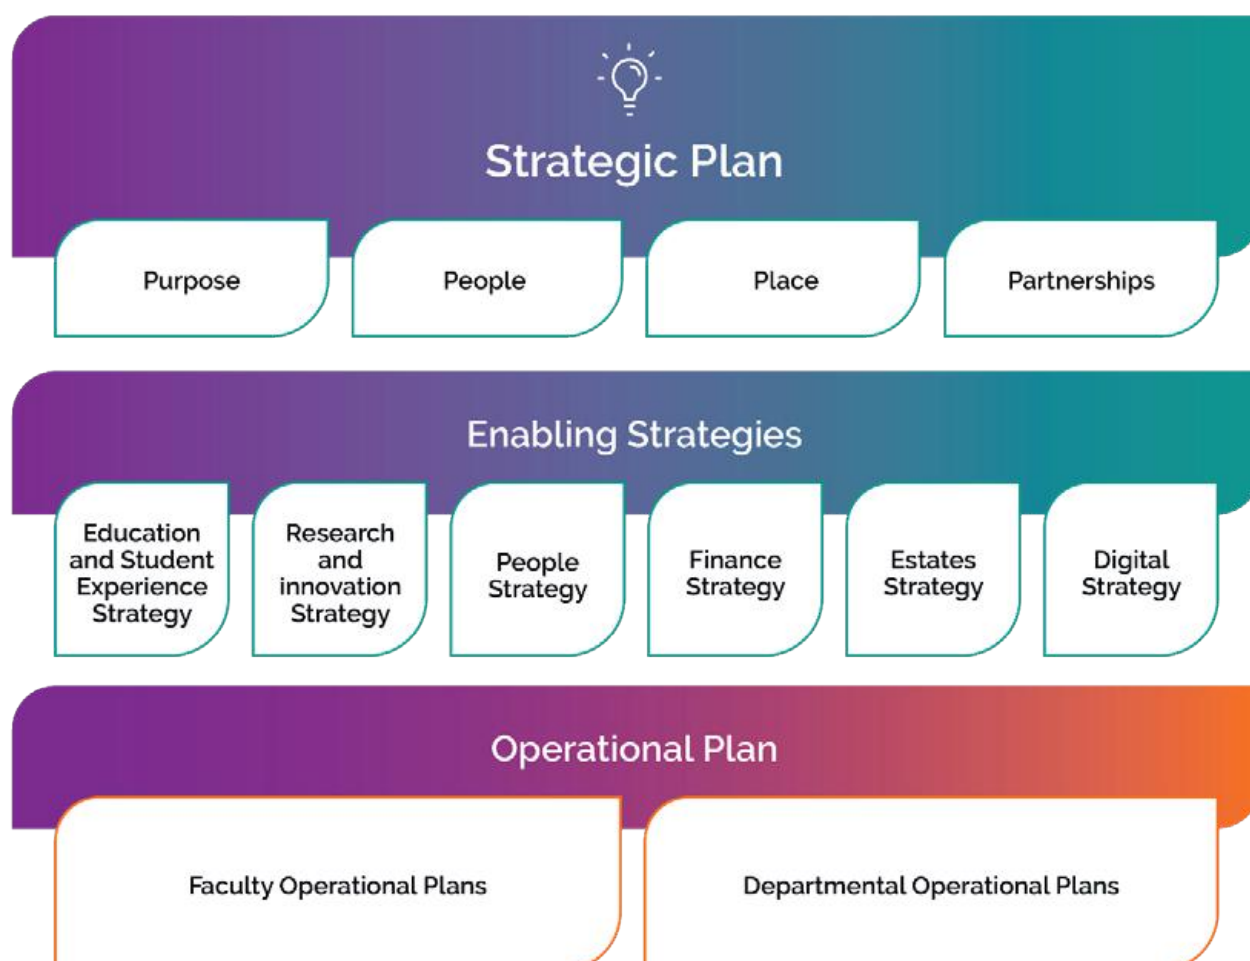 Strategic Plan
Purpose
People
Place
Partnerships
Enabling Strategies
Education
and Student
Experience
Strategy
Research
and
innovation
Strategy
People
Strategy
Finance
Strategy
Estates
Strategy
Digital
Strategy
Operational Plan
Faculty Operational Plans
Departmental Operational Plans